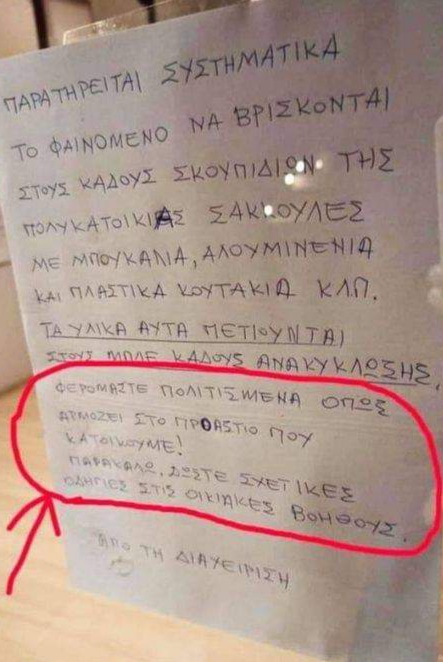 ΠΑΡΑΤΗΡΕΙΤΑΙ ΣΥΣΤΗΜΑΤΙΚΑ
ΤΟ ΦΑΙΝΟΜΕΝΟ ΝΑ ΒΡΙΣΚΟΝΤΑΙ
ΣΤΟΥΣ ΚΑΔΟΥΣ ΣΚΟΥΠΙΔΙΩΝ ΤΗΣ
ΠΟΛΥΚΑΤΟΙΚΙΑΣ ΣΑΚΚΟΥΛΕΣ
ΜΕ ΜΠΟΥΚΑΛΙΑ, ΑΛΟΥΜΙΝΕΝΙΑ
ΚΑΙ ΠΛΑΣΤΙΚΑ ΚΟΥΤΑΚΙΑ ΚΛΠ.
ΤΑ ΥΛΙΚΑ ΑΥΤΑ ΠΕΤΙΟΥΝΤΑΙ
ΣΤΟΥΣ ΜΠΛΕ ΚΑΔΟΥΣ ΑΝΑΚΥΚΛΩΣΗΣ.
ΦΕΡΟΜΑΣΤΕ ΠΟΛΙΤΙΣΜΕΝΑ ΟΠΩΣ
ΑΡΜΟΖΕΙ ΣΤΟ ΠΡΟΑΣΤΙΟ ΠΟΥ
ΚΑΤΟΙΚΟΥΜΕ!
ΠΑΡΑΚΑΛΩ, ΔΩΣΤΕ ΣΧΕΤΙΚΕΣ
ΟΔΗΓΙΕΣ ΣΤΙΣ ΟΙΚΙΑΚΕΣ ΒΟΗΘΟΥΣ.
ΑΠΟ ΤΗ ΔΙΑΧΕΙΡΙΣΗ